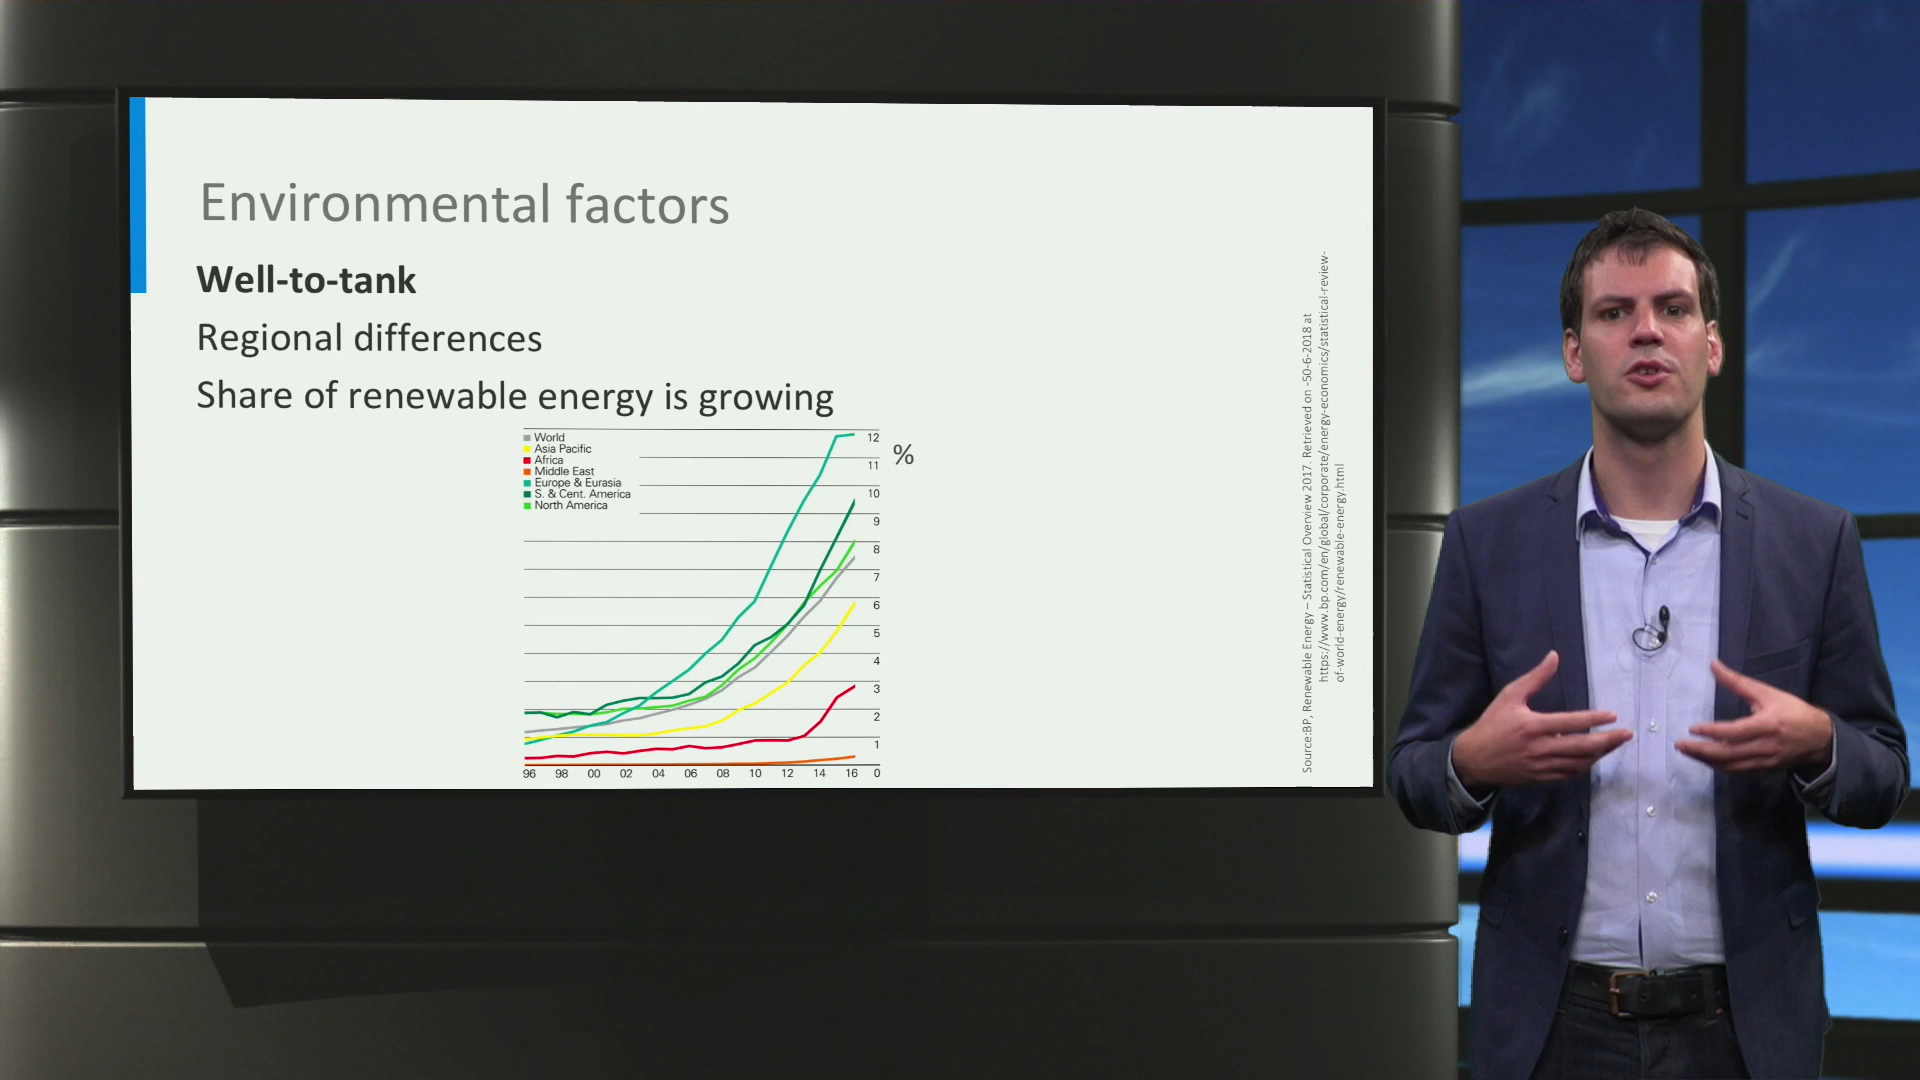 Environmental factors
Well-to-tank
Regional differences
Share of renewable energy is growing
World
Asia Pacific
Africa
Middle East
Europe & Eurasia
S. & Cent. America
North America
%
12
11
10
9
8
7
6
5
4
3
2
1
0
96 98 00 02 04 06 08 10 12 14 16
Source:BP, Renewable Energy – Statistical Overview 2017. Retrieved on -50-6-2018 at
https://www.bp.com/en/global/corporate/energy-economics/statistical-review-
of-world-energy/renewable-energy.html